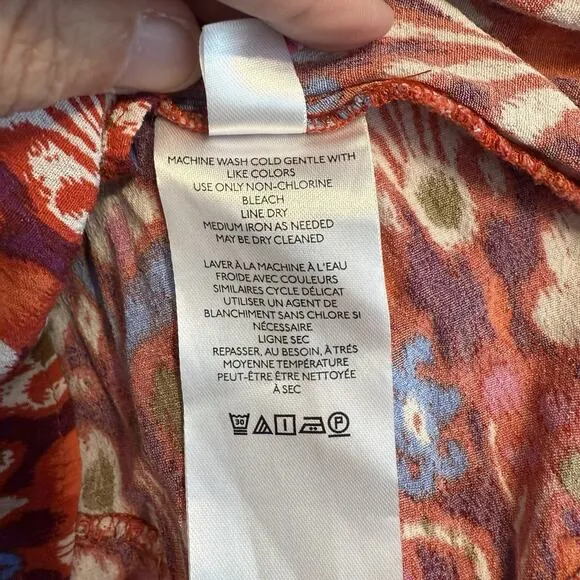 MACHINE WASH COLD GENTLE WITH
LIKE COLORS
USE ONLY NON-CHLORINE
BLEACH
LINE DRY
MEDIUM IRON AS NEEDED
MAY BE DRY CLEANED
LAVER À LA MACHINE À L'EAU
FROIDE AVEC COULEURS
SIMILAIRES CYCLE DÉLICAT
UTILISER UN AGENT DE
BLANCHIMENT SANS CHLORE SI
NÉCESSAIRE
LIGNE SEC
REPASSER, AU BESOIN, À TRÉS
MOYENNE TEMPÉRATURE
PEUT-ÊTRE ÊTRE NETTOYÉE
À SEC
30 P